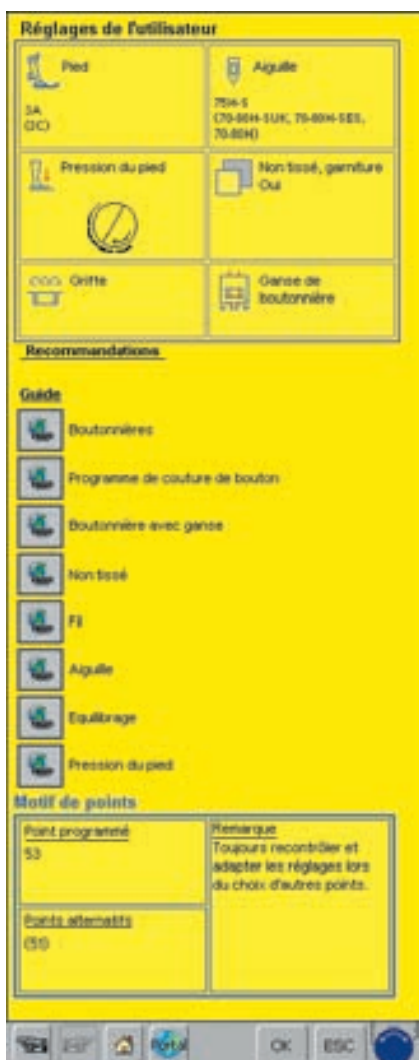 Réglages de l'utilisateur
Pied
3A
(3C)
Aiguille
75H-S
(70-80H-SUK, 70-80H-SES,
70-80H)
Pression du pied
Non tissé, garniture
Oui
Griffe
Ganse de
boutonnière
Recommandations
Guide
Boutonnières
Programme de couture de bouton
Boutonnière avec ganse
Non tissé
Fil
Aiguille
Equilibrage
Pression du pied
Motif de points
Point programmé
53
Points alternatifs
(51)
Remarque
Toujours recontrôler et
adapter les réglages lors
du choix d'autres points.
Portal
OK
ESC